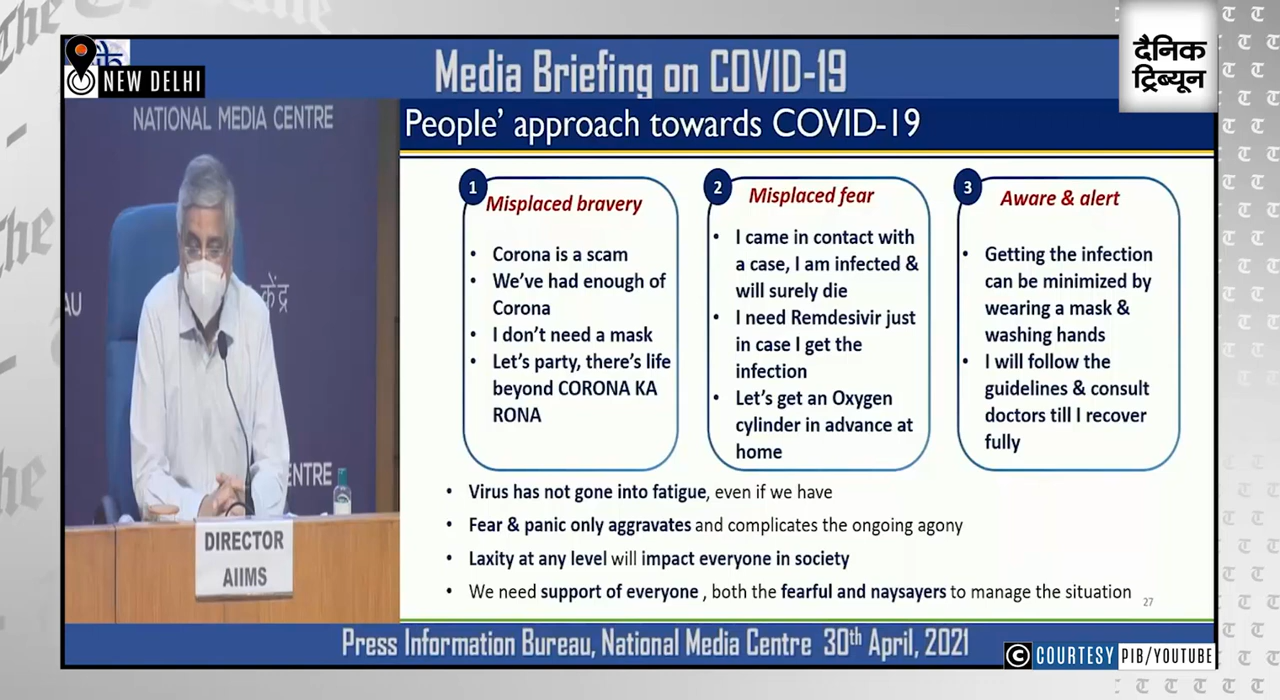 The Tribune
दैनिक
ट्रिब्यून
NEW DELHI
Media Briefing on COVID-19
NATIONAL MEDIA CENTRE
केंद्र
AU
ENTRE
DIRECTOR
AIIMS
People’ approach towards COVID-19
1
Misplaced bravery
• Corona is a scam
• We’ve had enough of
Corona
• I don’t need a mask
• Let’s party, there’s life
beyond CORONA KA
RONA
2
Misplaced fear
• I came in contact with
a case, I am infected &
will surely die
• I need Remdesivir just
in case I get the
infection
• Let’s get an Oxygen
cylinder in advance at
home
3
Aware & alert
• Getting the infection
can be minimized by
wearing a mask &
washing hands
• I will follow the
guidelines & consult
doctors till I recover
fully
• Virus has not gone into fatigue, even if we have
• Fear & panic only aggravates and complicates the ongoing agony
• Laxity at any level will impact everyone in society
• We need support of everyone , both the fearful and naysayers to manage the situation
27
Press Information Bureau, National Media Centre 30th April, 2021
© COURTESY PIB/YOUTUBE